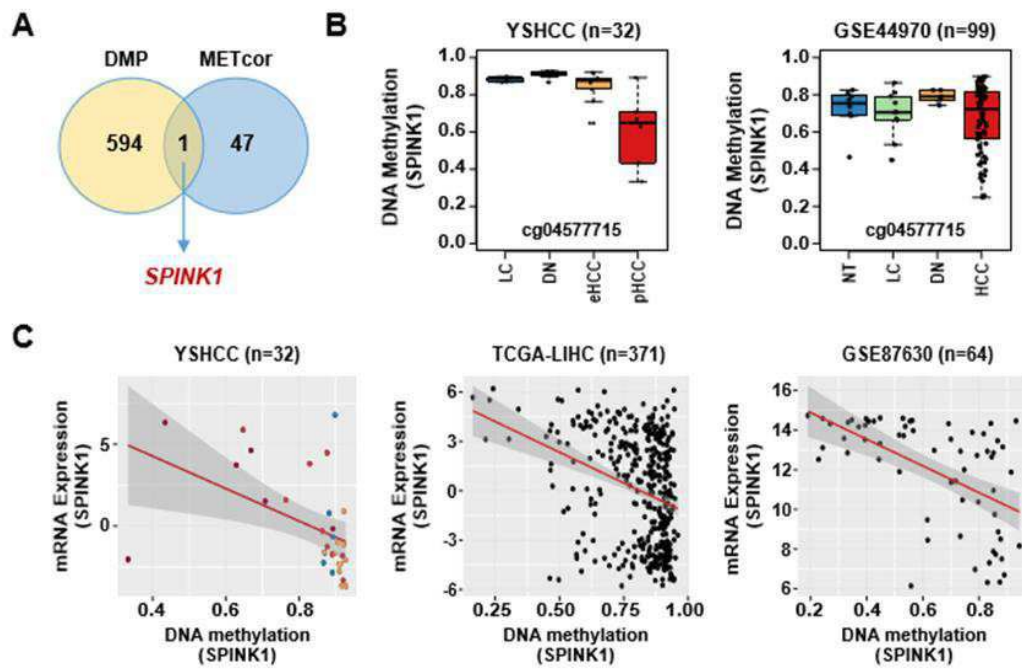 A
DMP METcor
594 1 47
SPINK1
B
YSHCC (n=32)
DNA Methylation
(SPINK1)
1.0
0.8
0.6
0.4
0.2
0.0
cg04577715
LC DN eHCC pHCC
GSE44970 (n=99)
DNA Methylation
(SPINK1)
1.0
0.8
0.6
0.4
0.2
0.0
cg04577715
NT LC DN HCC
C
YSHCC (n=32)
mRNA Expression
(SPINK1)
5
0
0.4 0.6 0.8
DNA methylation
(SPINK1)
TCGA-LIHC (n=371)
mRNA Expression
(SPINK1)
6
3
0
-3
-6
0.25 0.50 0.75 1.00
DNA methylation
(SPINK1)
GSE87630 (n=64)
mRNA Expression
(SPINK1)
16
14
12
10
8
6
0.2 0.4 0.6 0.8
DNA methylation
(SPINK1)